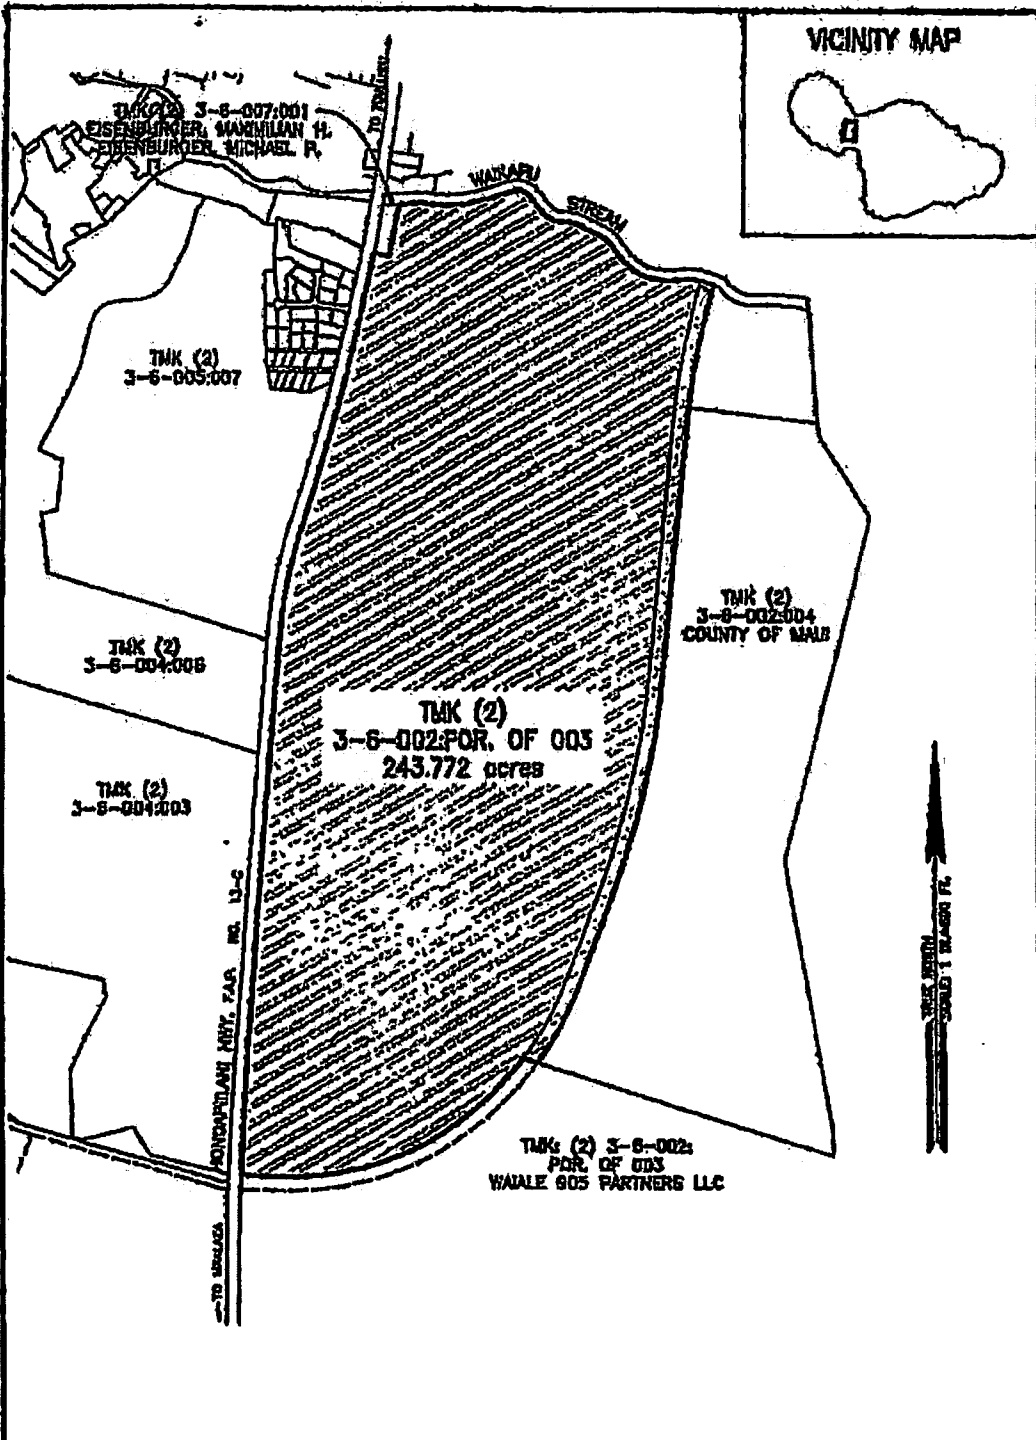 VICINITY MAP
TMK (2) 3-6-007:001
EISENBURGER, MAXIMILIAN H.
EISENBURGER, MICHAEL P.
WAIKAPU
STREAM
TMK (2)
3-6-005:007
TMK (2)
3-6-002:004
COUNTY OF MAUI
TMK (2)
3-6-004:006
TMK (2)
3-6-002:POR. OF 003
243.772 acres
TMK (2)
3-6-004:003
HONOAPIILANI HWY. F.A.P. NO. 13-C
TRUE NORTH
TMK: (2) 3-6-002:
POR. OF 003
WAIALE 905 PARTNERS LLC
TO MAALAEA